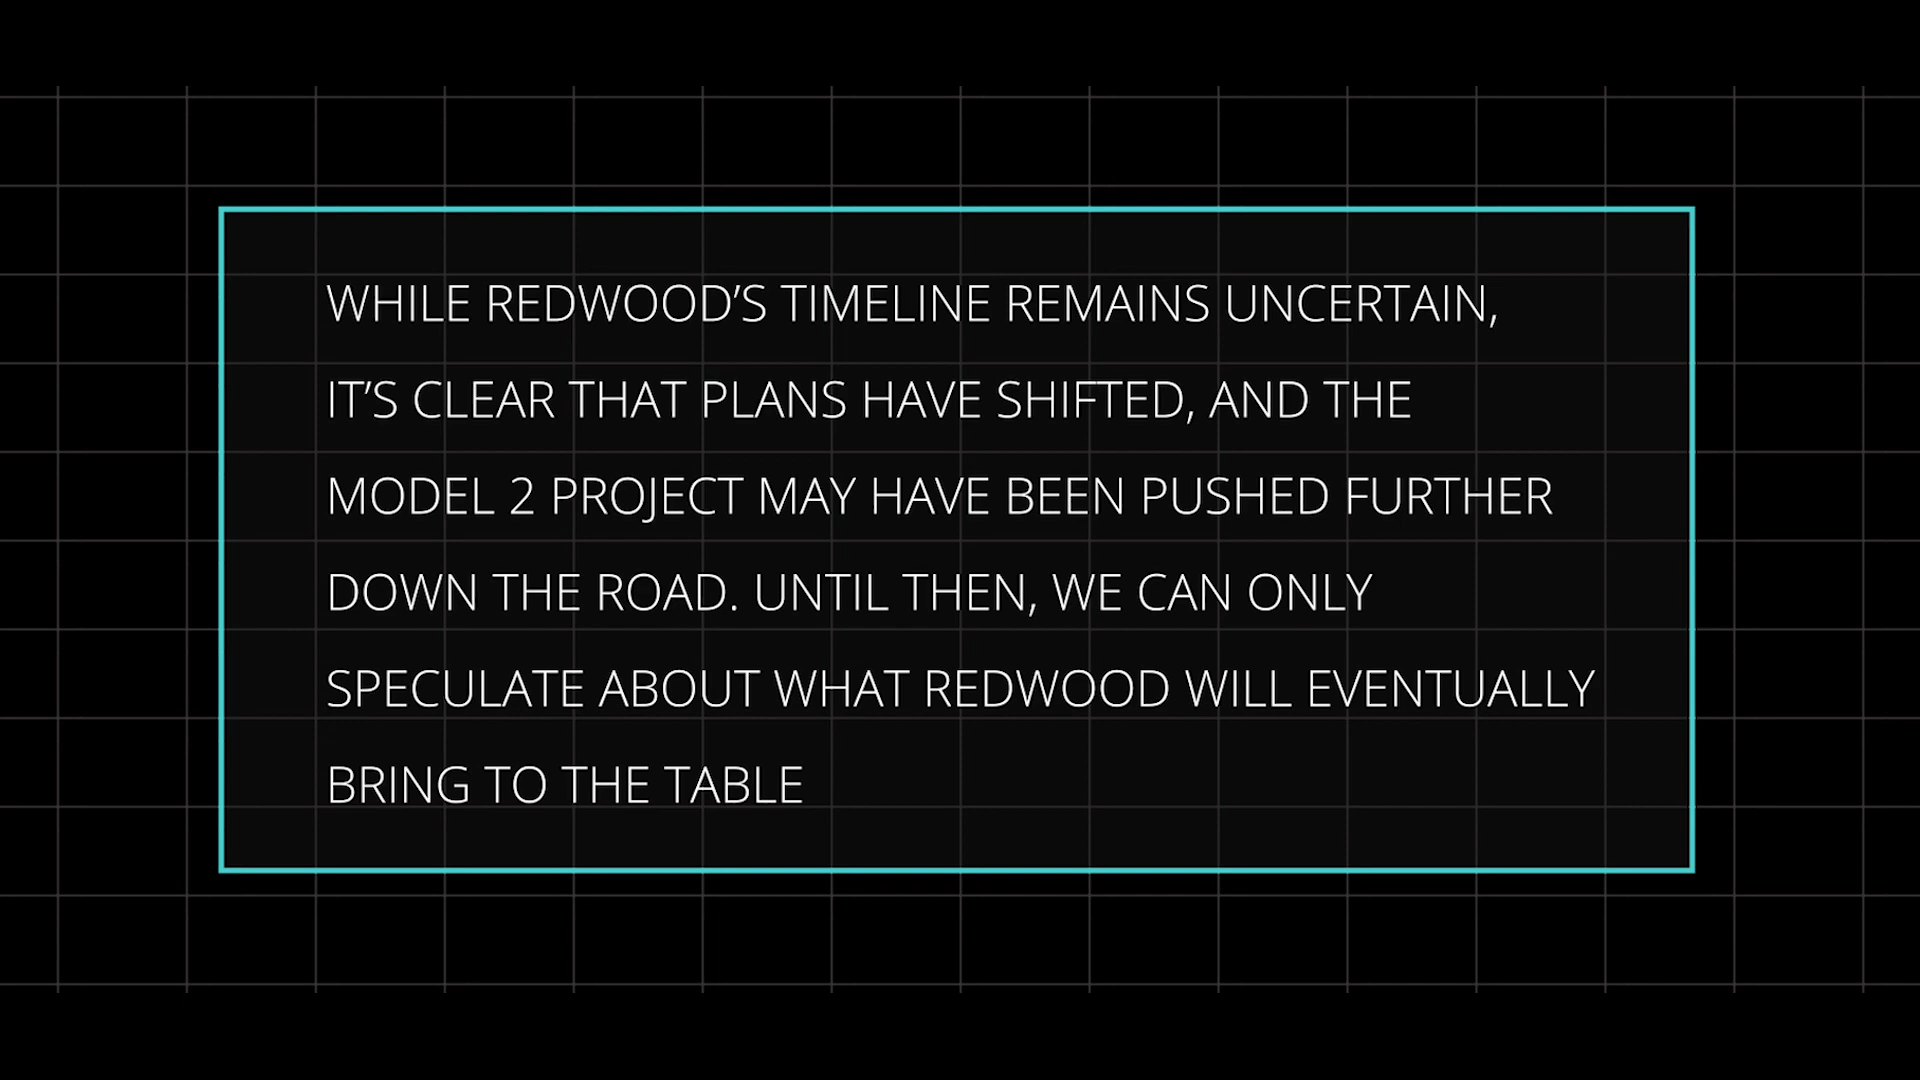 WHILE REDWOOD’S TIMELINE REMAINS UNCERTAIN,
IT’S CLEAR THAT PLANS HAVE SHIFTED, AND THE
MODEL 2 PROJECT MAY HAVE BEEN PUSHED FURTHER
DOWN THE ROAD. UNTIL THEN, WE CAN ONLY
SPECULATE ABOUT WHAT REDWOOD WILL EVENTUALLY
BRING TO THE TABLE